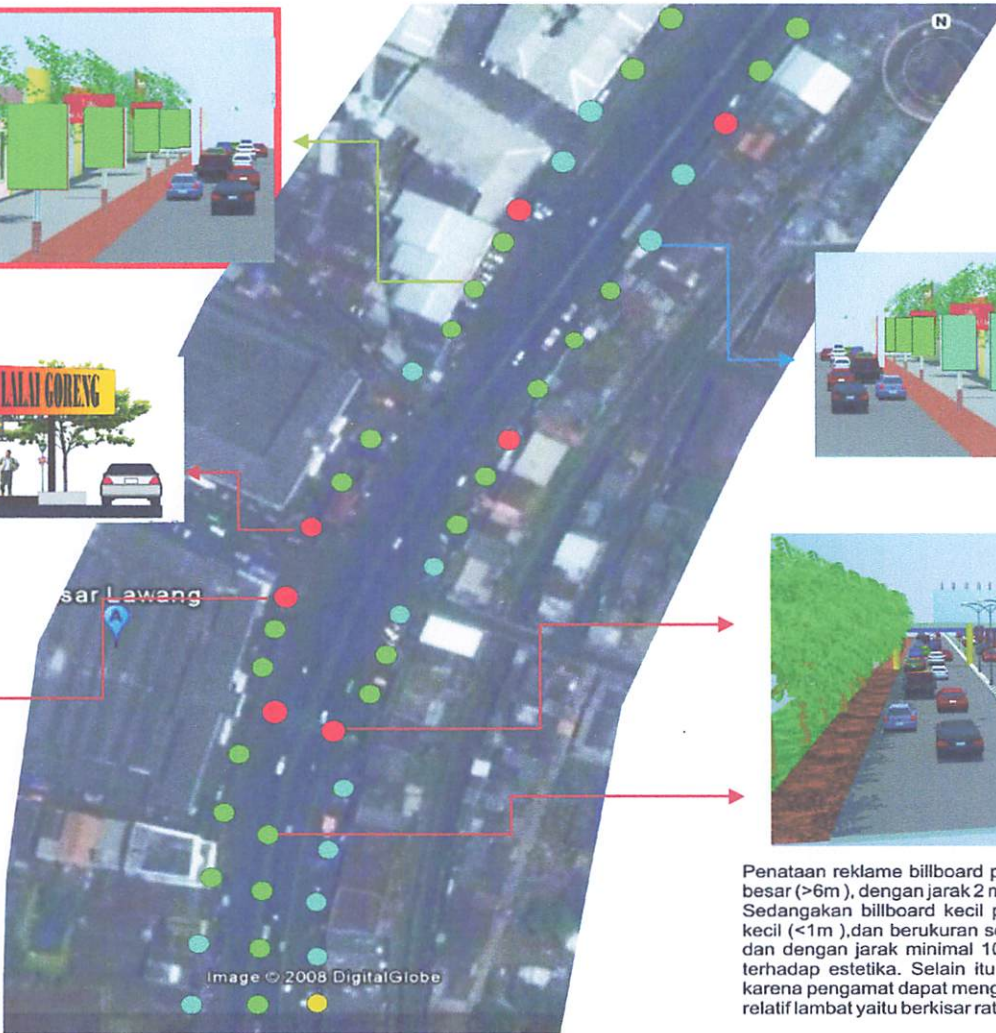 N
LALAI GORENG
sar Lawang
A
Image © 2008 DigitalGlobe
Penataan reklame billboard p
besar (>6m ), dengan jarak 2 m
Sedangakan billboard kecil p
kecil (<1m ),dan berukuran se
dan dengan jarak minimal 10
terhadap estetika. Selain itu
karena pengamat dapat meng
relatif lambat yaitu berkisar rat